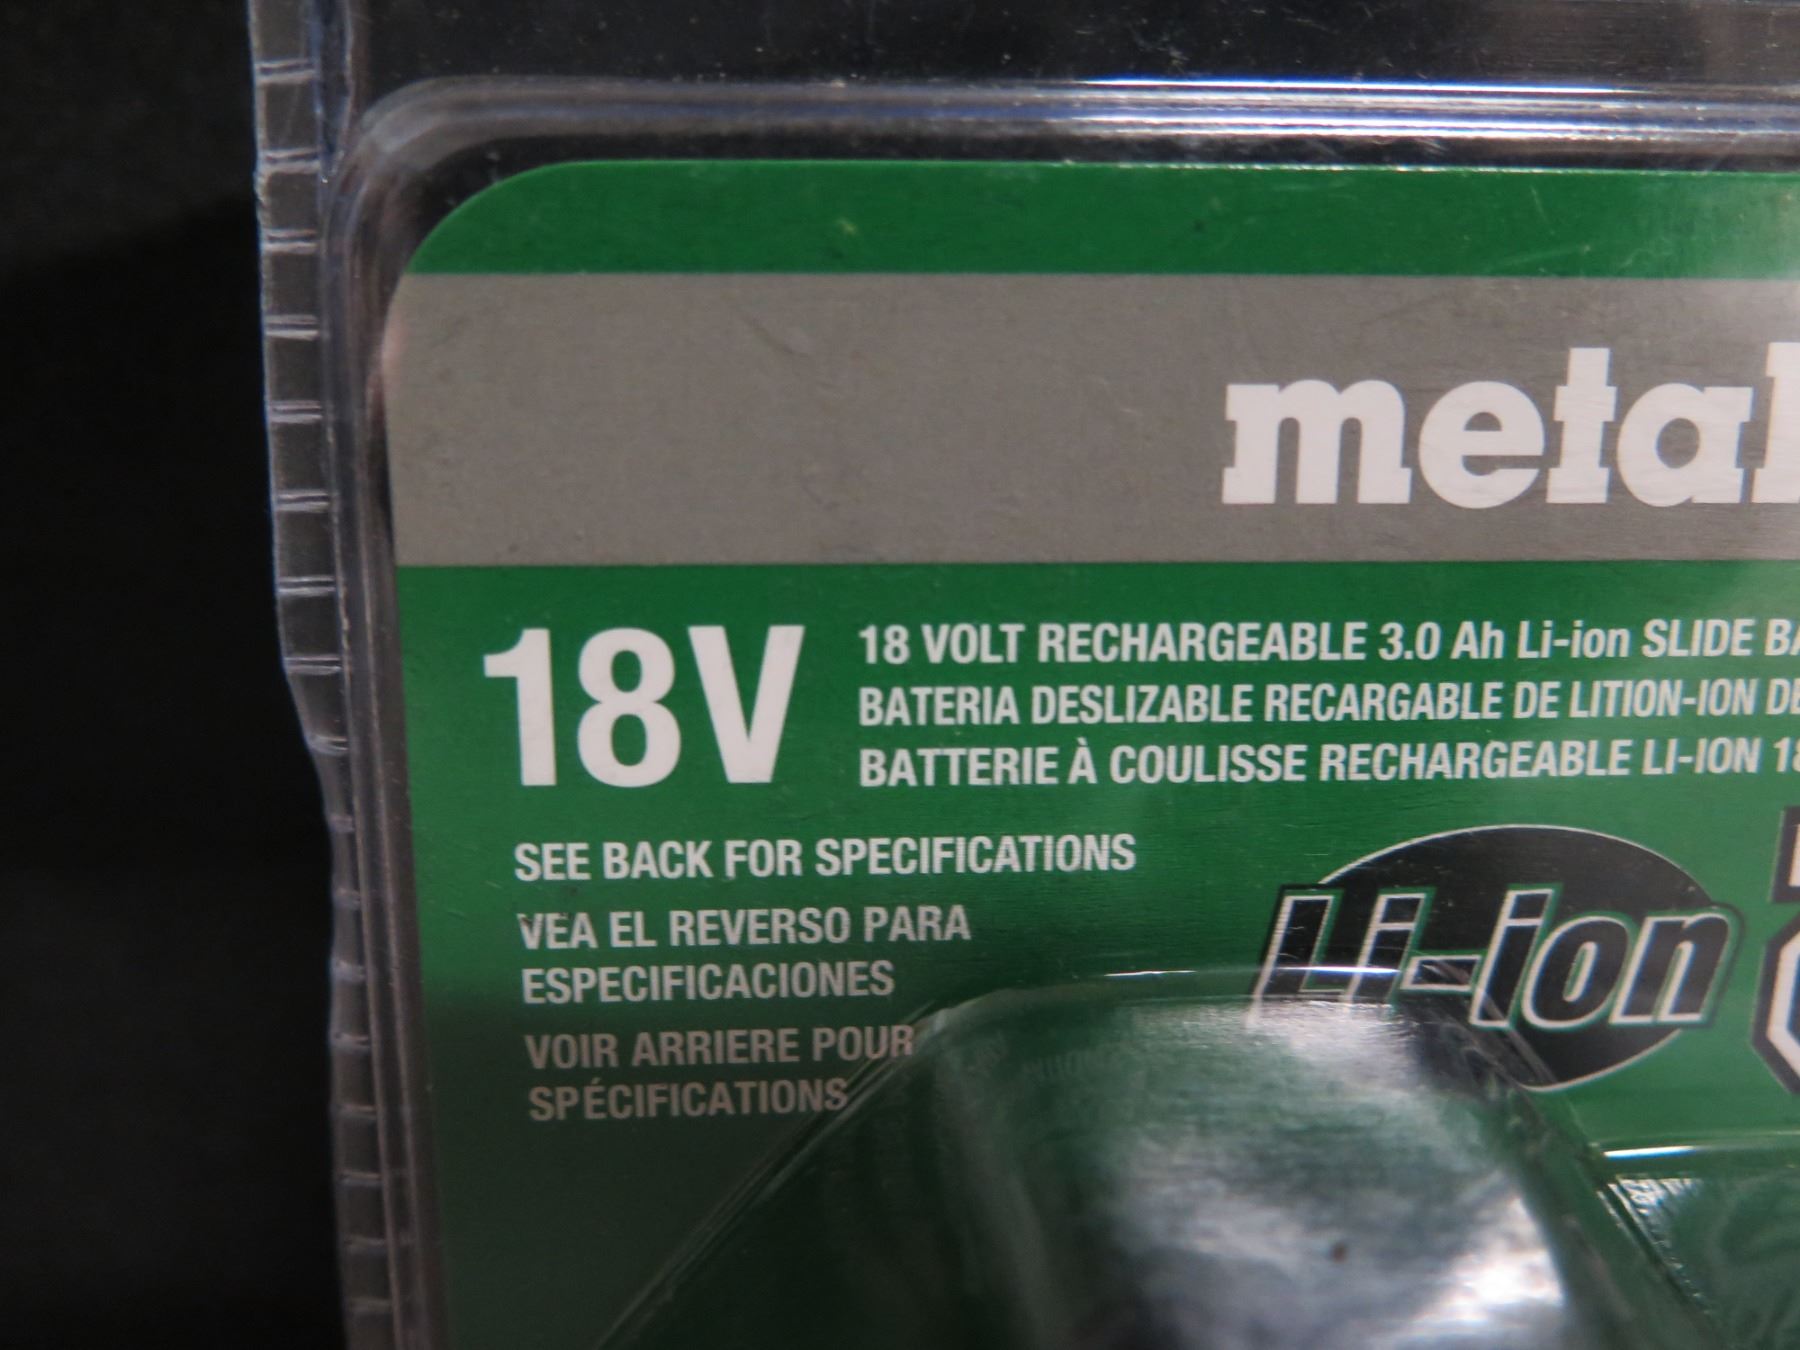 metab
18V
18 VOLT RECHARGEABLE 3.0 Ah Li-ion SLIDE BA
BATERIA DESLIZABLE RECARGABLE DE LITION-ION DE
BATTERIE À COULISSE RECHARGEABLE LI-ION 18
SEE BACK FOR SPECIFICATIONS
VEA EL REVERSO PARA
ESPECIFICACIONES
VOIR ARRIERE POUR
SPÉCIFICATIONS
Li-ion